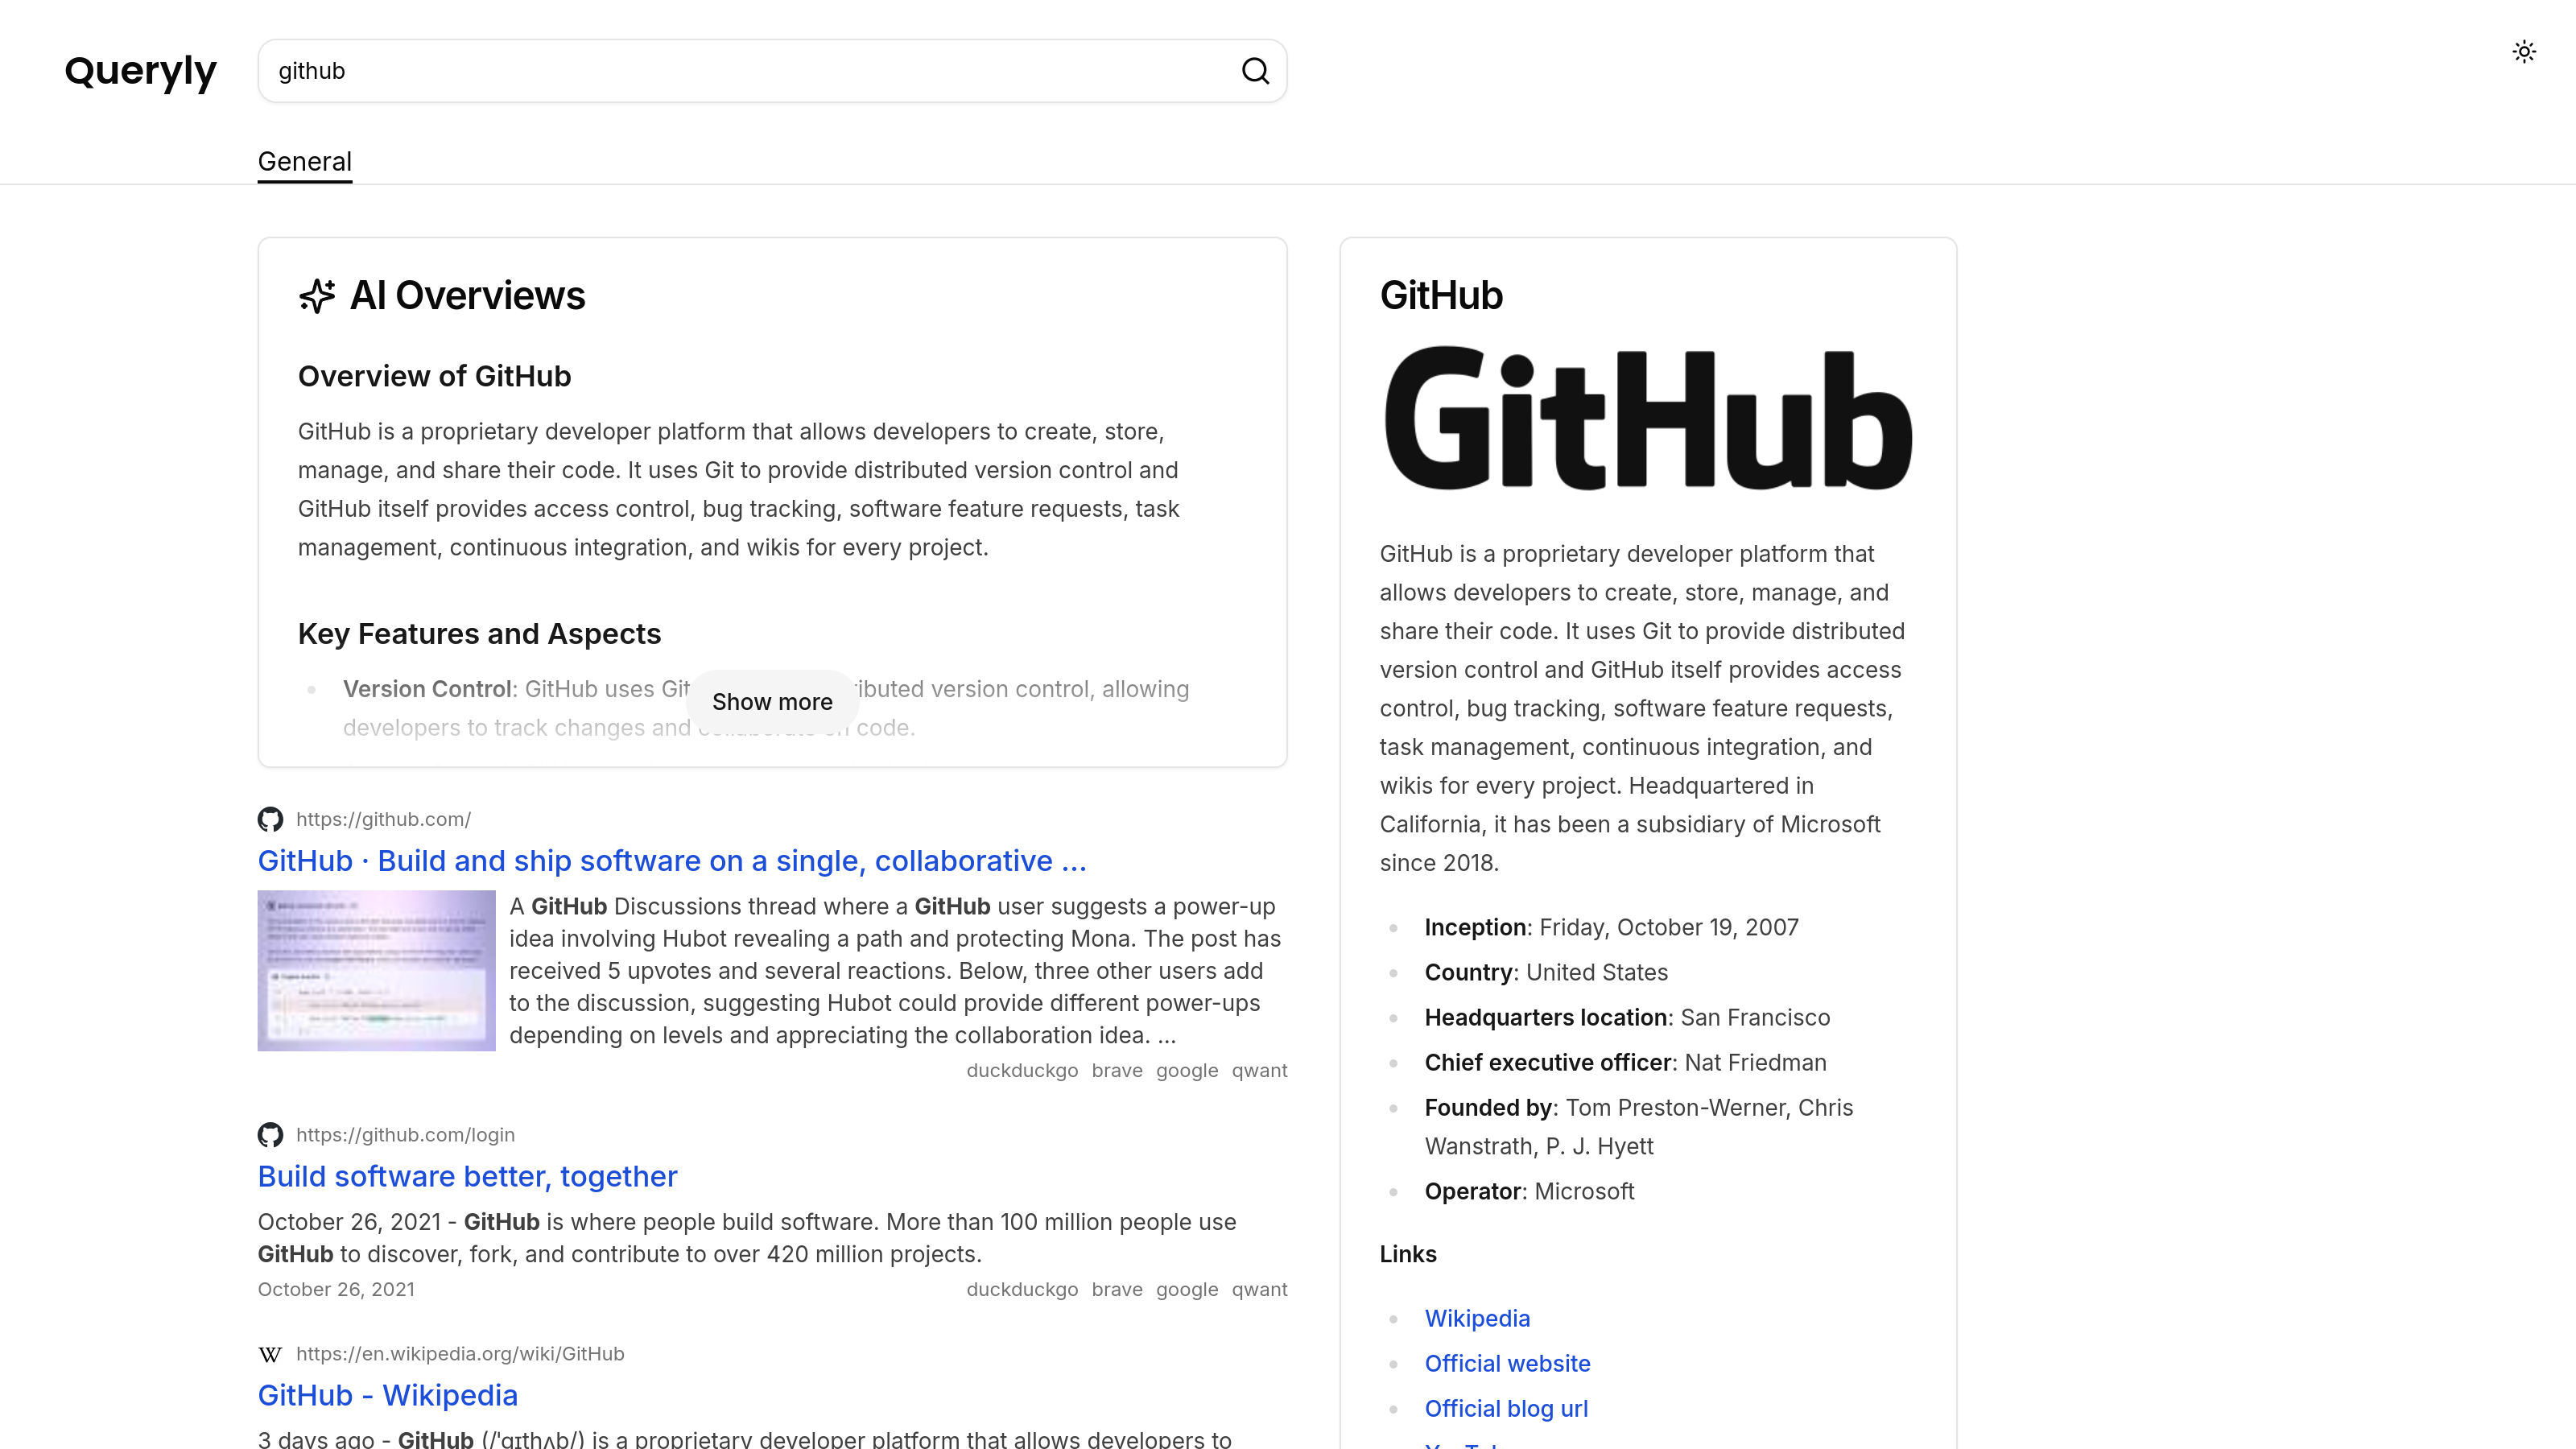 Queryly
github
General
AI Overviews
Overview of GitHub
GitHub is a proprietary developer platform that allows developers to create, store,
manage, and share their code. It uses Git to provide distributed version control and
GitHub itself provides access control, bug tracking, software feature requests, task
management, continuous integration, and wikis for every project.
Key Features and Aspects
Version Control: GitHub uses Git ibuted version control, allowing
developers to track changes and collaborate on code.
Show more
https://github.com/
GitHub · Build and ship software on a single, collaborative ...
A GitHub Discussions thread where a GitHub user suggests a power-up
idea involving Hubot revealing a path and protecting Mona. The post has
received 5 upvotes and several reactions. Below, three other users add
to the discussion, suggesting Hubot could provide different power-ups
depending on levels and appreciating the collaboration idea. ...
duckduckgo brave google qwant
https://github.com/login
Build software better, together
October 26, 2021 - GitHub is where people build software. More than 100 million people use
GitHub to discover, fork, and contribute to over 420 million projects.
October 26, 2021 duckduckgo brave google qwant
W https://en.wikipedia.org/wiki/GitHub
GitHub - Wikipedia
3 days ago - GitHub (/ˈɡɪthʌb/) is a proprietary developer platform that allows developers to
GitHub
GitHub
GitHub is a proprietary developer platform that
allows developers to create, store, manage, and
share their code. It uses Git to provide distributed
version control and GitHub itself provides access
control, bug tracking, software feature requests,
task management, continuous integration, and
wikis for every project. Headquartered in
California, it has been a subsidiary of Microsoft
since 2018.
Inception: Friday, October 19, 2007
Country: United States
Headquarters location: San Francisco
Chief executive officer: Nat Friedman
Founded by: Tom Preston-Werner, Chris
Wanstrath, P. J. Hyett
Operator: Microsoft
Links
Wikipedia
Official website
Official blog url